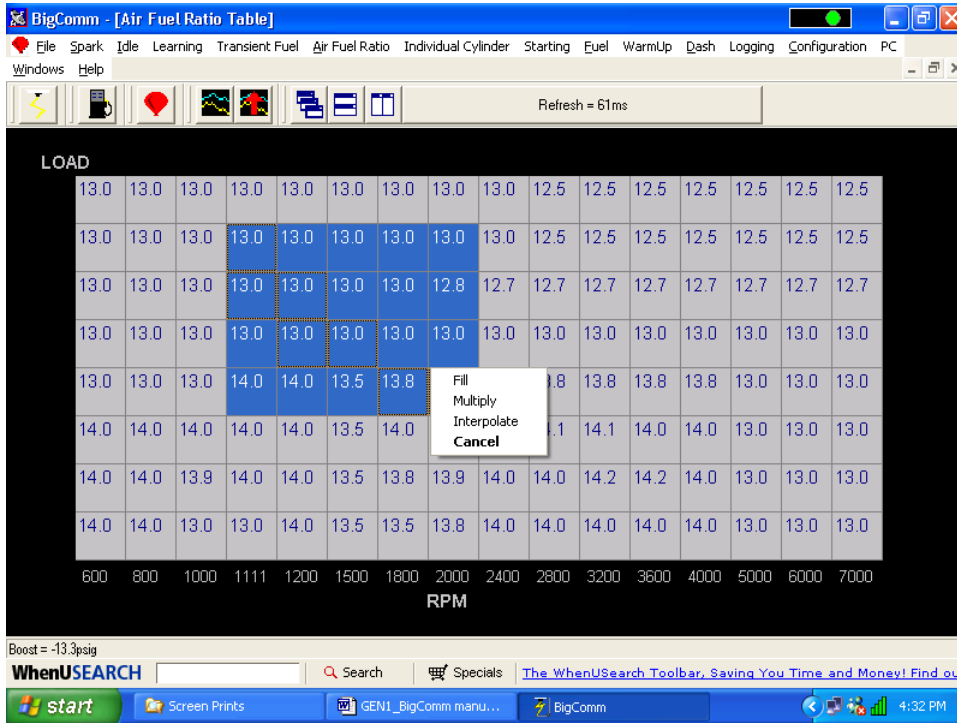 BigComm - [Air Fuel Ratio Table]
File Spark Idle Learning Transient Fuel Air Fuel Ratio Individual Cylinder Starting Fuel WarmUp Dash Logging Configuration PC
Windows Help
Refresh = 61ms
LOAD
13.0 13.0 13.0 13.0 13.0 13.0 13.0 13.0 13.0 12.5 12.5 12.5 12.5 12.5 12.5 12.5
13.0 13.0 13.0 13.0 13.0 13.0 13.0 13.0 13.0 12.5 12.5 12.5 12.5 12.5 12.5 12.5
13.0 13.0 13.0 13.0 13.0 13.0 13.0 12.8 12.7 12.7 12.7 12.7 12.7 12.7 12.7 12.7
13.0 13.0 13.0 13.0 13.0 13.0 13.0 13.0 13.0 13.0 13.0 13.0 13.0 13.0 13.0 13.0
13.0 13.0 13.0 14.0 14.0 13.5 13.8 .8 13.8 13.8 13.8 13.0 13.0 13.0
Fill
Multiply
Interpolate
Cancel
14.0 14.0 14.0 14.0 14.0 13.5 14.0 .1 14.1 14.0 14.0 13.0 13.0 13.0
14.0 14.0 13.9 14.0 14.0 13.5 13.8 13.9 14.0 14.0 14.2 14.2 14.0 13.0 13.0 13.0
14.0 14.0 13.0 13.0 14.0 13.5 13.5 13.8 14.0 14.0 14.0 14.0 14.0 13.0 13.0 13.0
600 800 1000 1111 1200 1500 1800 2000 2400 2800 3200 3600 4000 5000 6000 7000
RPM
Boost = -13.3psig
WhenUSEARCH Search Specials The WhenUSearch Toolbar, Saving You Time and Money! Find ou
start Screen Prints GEN1_BigComm manu... BigComm 4:32 PM